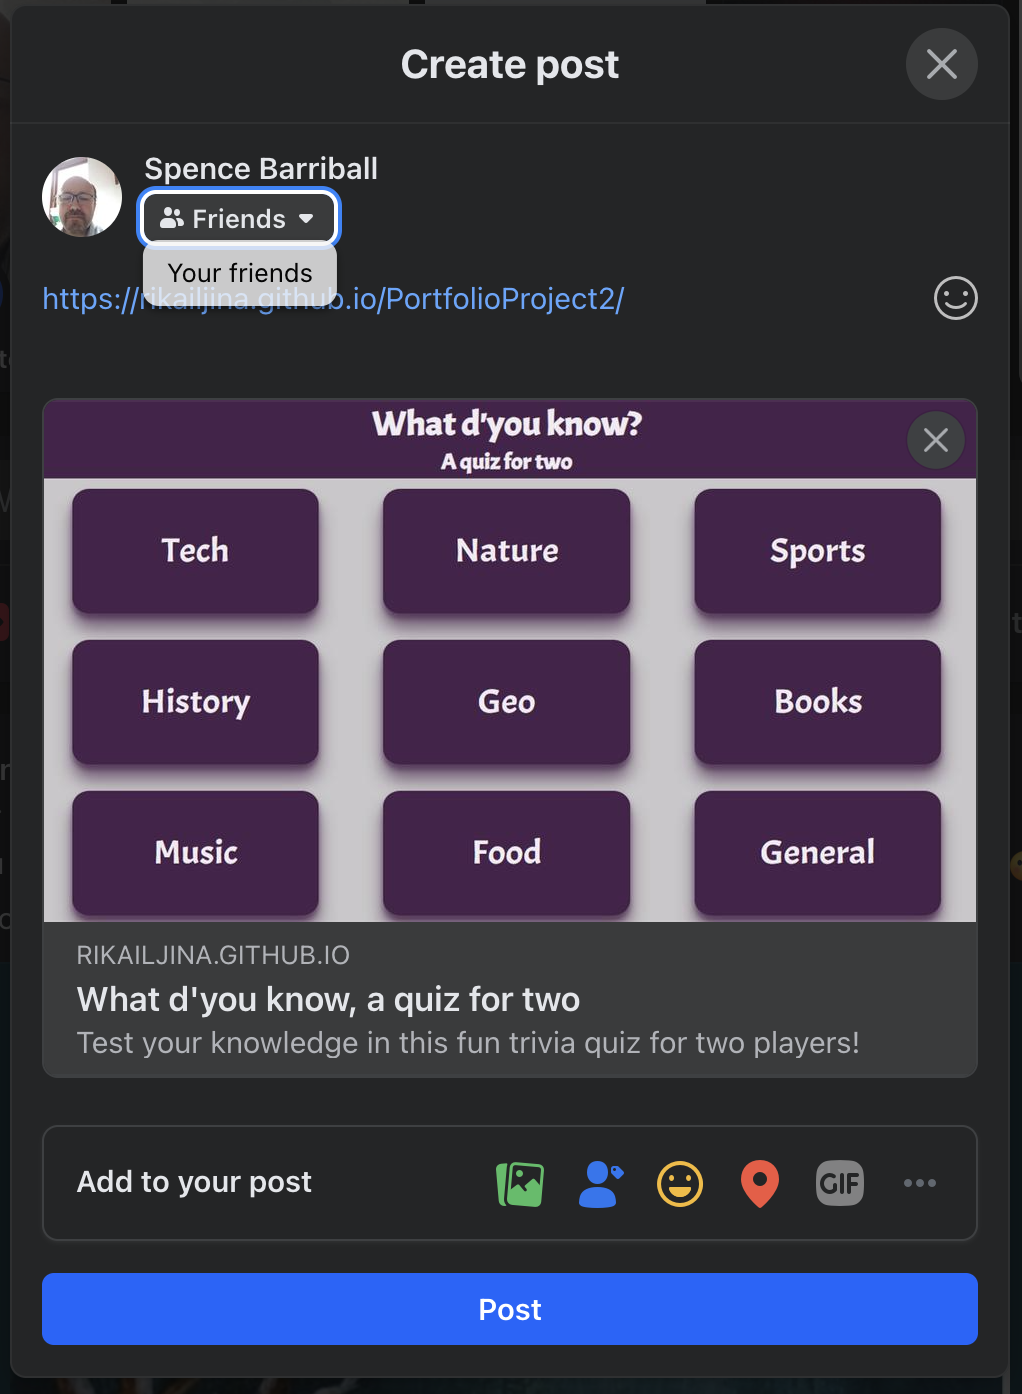 Create post
Spence Barriball
Friends
Your friends
https://rikailjina.github.io/PortfolioProject2/
What d'you know?
A quiz for two
Tech Nature Sports
History Geo Books
Music Food General
RIKAILJINA.GITHUB.IO
What d'you know, a quiz for two
Test your knowledge in this fun trivia quiz for two players!
Add to your post
GIF
Post